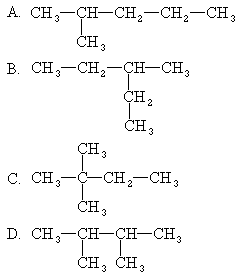 A. CH₃—CH—CH₂—CH₂—CH₃
CH₃
B. CH₃—CH₂—CH—CH₃
CH₂
CH₃
CH₃
C. CH₃—C—CH₂—CH₃
CH₃
D. CH₃—CH—CH—CH₃
CH₃ CH₃